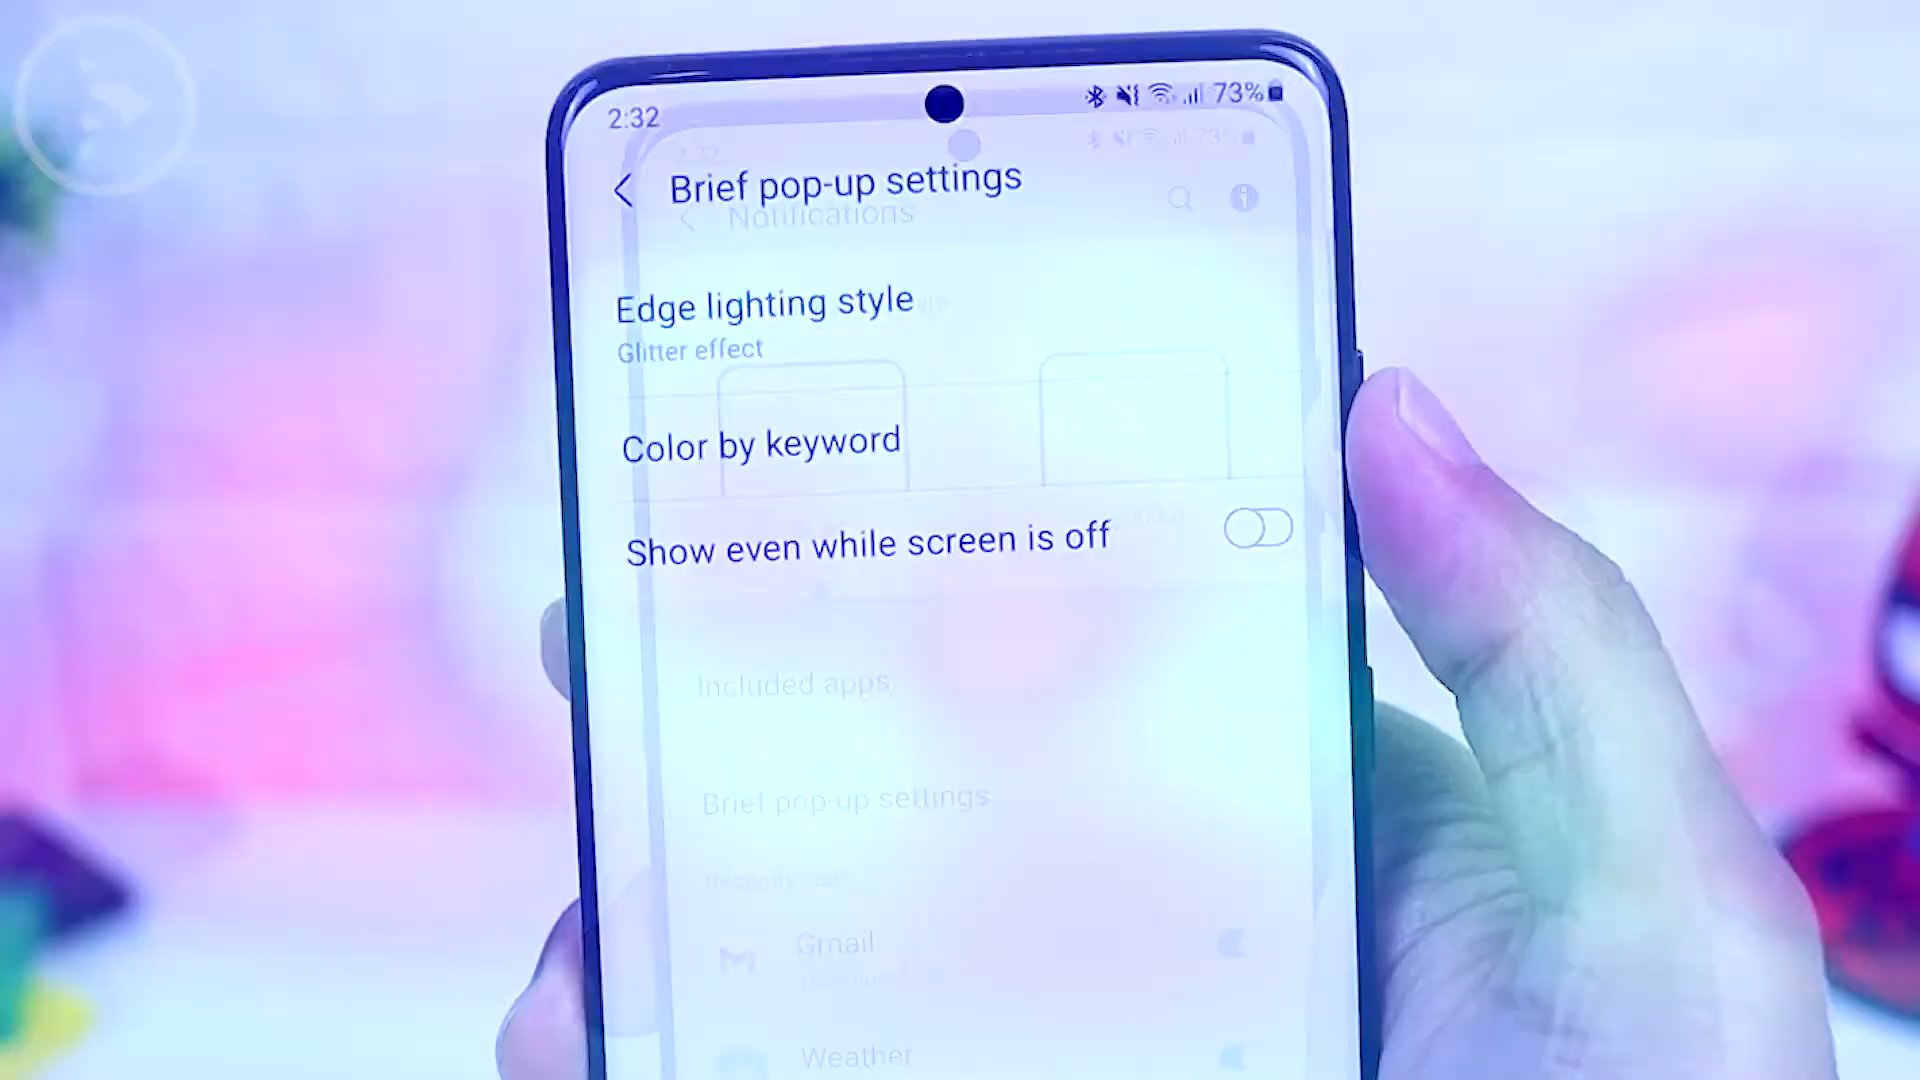 2:32
73%
Brief pop-up settings
Notifications
Edge lighting style
Glitter effect
Color by keyword
Show even while screen is off
Included apps
Brief pop-up settings
Gmail
Weather